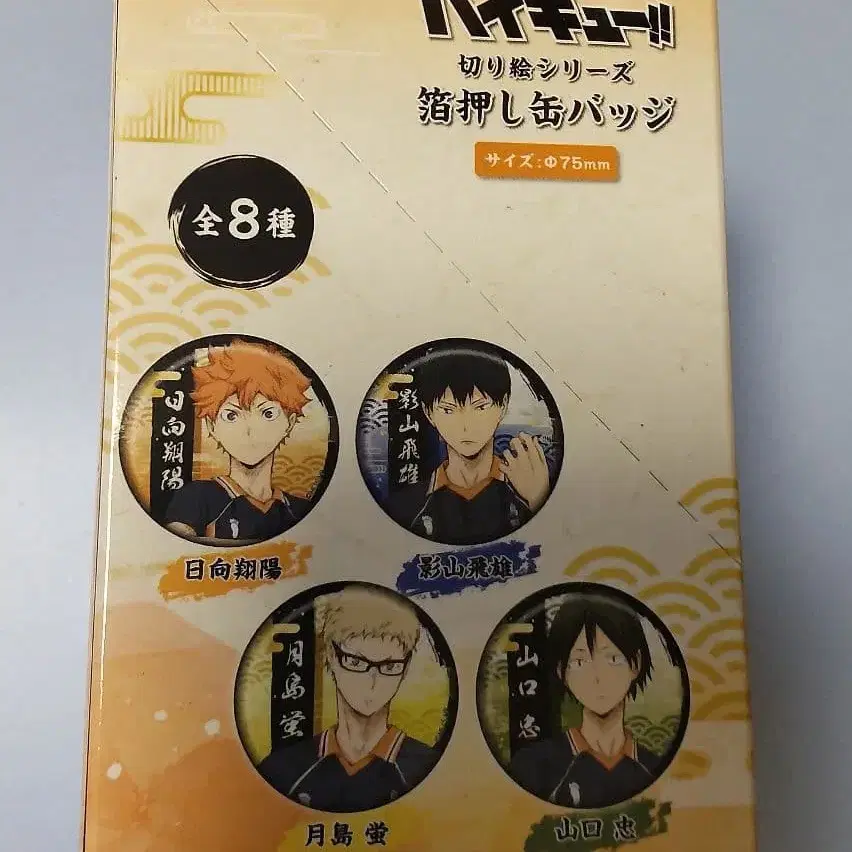 ハイキュー!!
切り絵シリーズ
箔押し缶バッジ
サイズ:Φ75mm
全8種
日向翔陽
影山飛雄
日向翔陽
影山飛雄
月島蛍
山口忠
月島 蛍
山口 忠